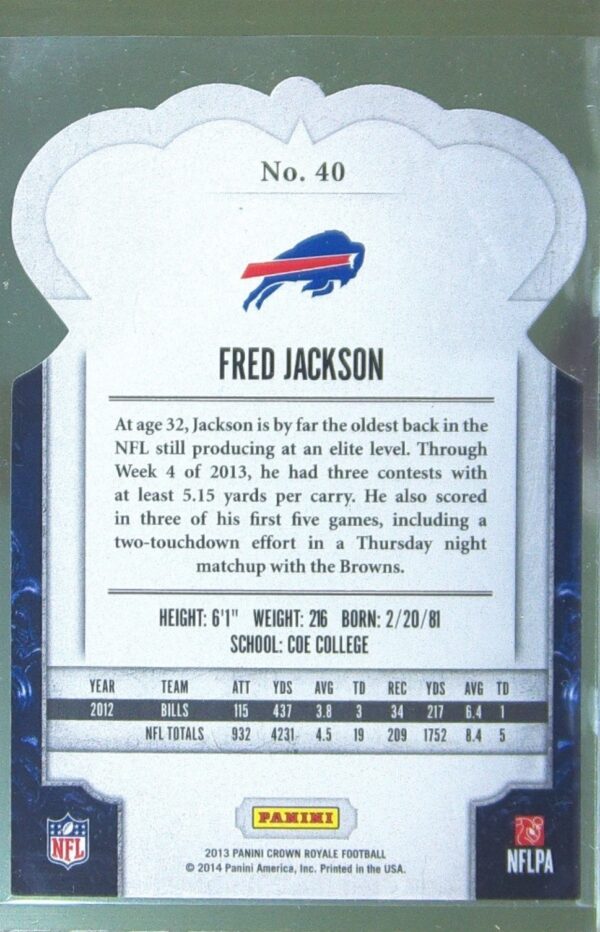 No. 40
FRED JACKSON
At age 32, Jackson is by far the oldest back in the
NFL still producing at an elite level. Through
Week 4 of 2013, he had three contests with
at least 5.15 yards per carry. He also scored
in three of his first five games, including a
two-touchdown effort in a Thursday night
matchup with the Browns.
HEIGHT: 6'1" WEIGHT: 216 BORN: 2/20/81
SCHOOL: COE COLLEGE
YEAR TEAM ATT YDS AVG TD REC YDS AVG TD
2012 BILLS 115 437 3.8 3 34 217 6.4 1
NFL TOTALS 932 4231 4.5 19 209 1752 8.4 5
PANINI
NFL
NFLPA
2013 PANINI CROWN ROYALE FOOTBALL
© 2014 Panini America, Inc. Printed in the USA.